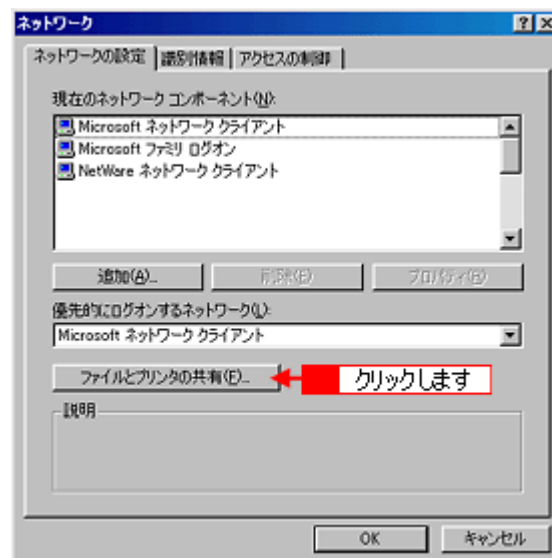 ネットワーク
ネットワークの設定 識別情報 アクセスの制御
現在のネットワーク コンポーネント(N):
Microsoft ネットワーク クライアント
Microsoft ファミリ ログオン
NetWare ネットワーク クライアント
追加(A)... 削除(E) プロパティ(R)
優先的にログオンするネットワーク(L):
Microsoft ネットワーク クライアント
ファイルとプリンタの共有(F)... クリックします
説明
OK キャンセル